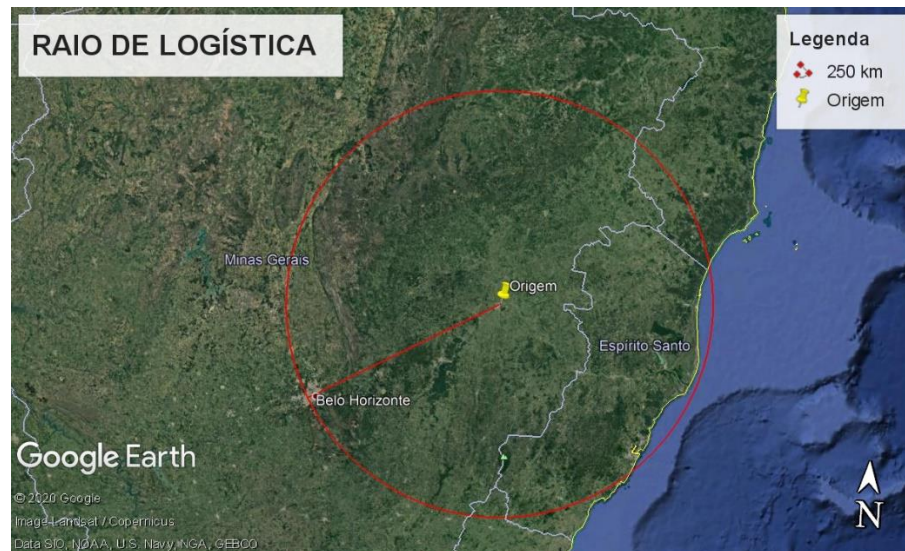 RAIO DE LOGÍSTICA
Legenda
250 km
Origem
Minas Gerais
Origem
Espírito Santo
Belo Horizonte
Google Earth
© 2020 Google
Image Landsat / Copernicus
Data SIO, NOAA, U.S. Navy, NGA, GEBCO
N